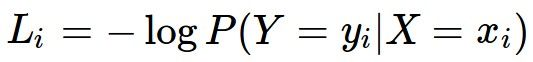 L_i = − log P(Y = y_i|X = x_i)